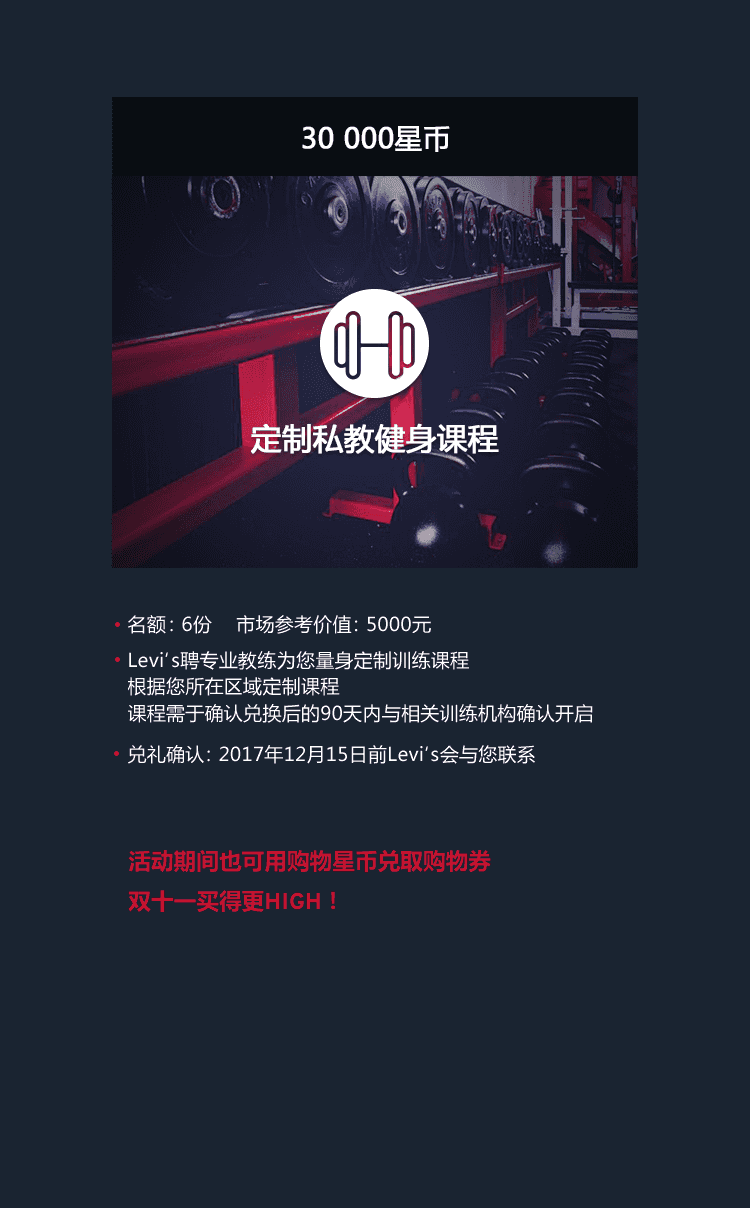 30 000星币
定制私教健身课程
• 名额：6份 市场参考价值：5000元
• Levi's聘专业教练为您量身定制训练课程
根据您所在区域定制课程
课程需于确认兑换后的90天内与相关训练机构确认开启
• 兑礼确认：2017年12月15日前Levi's会与您联系
活动期间也可用购物星币兑取购物券
双十一买得更HIGH！